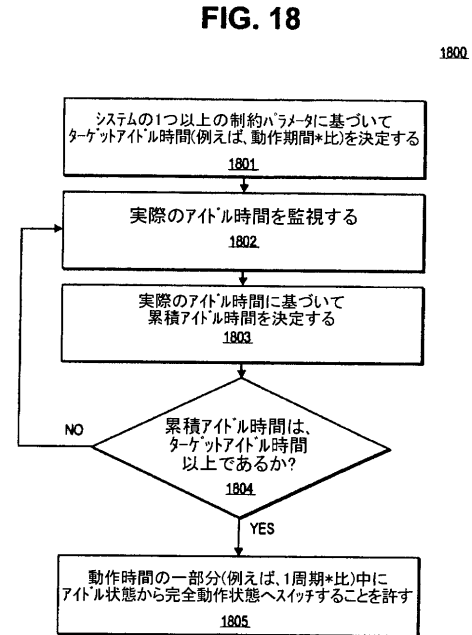 FIG. 18
1800
システムの1つ以上の制約パラメータに基づいて
ターゲットアイドル時間(例えば、動作期間*比)を決定する
1801
実際のアイドル時間を監視する
1802
実際のアイドル時間に基づいて
累積アイドル時間を決定する
1803
累積アイドル時間は、
ターゲットアイドル時間
以上であるか?
1804
NO
YES
動作時間の一部分(例えば、1周期*比)中に
アイドル状態から完全動作状態へスイッチすることを許す
1805